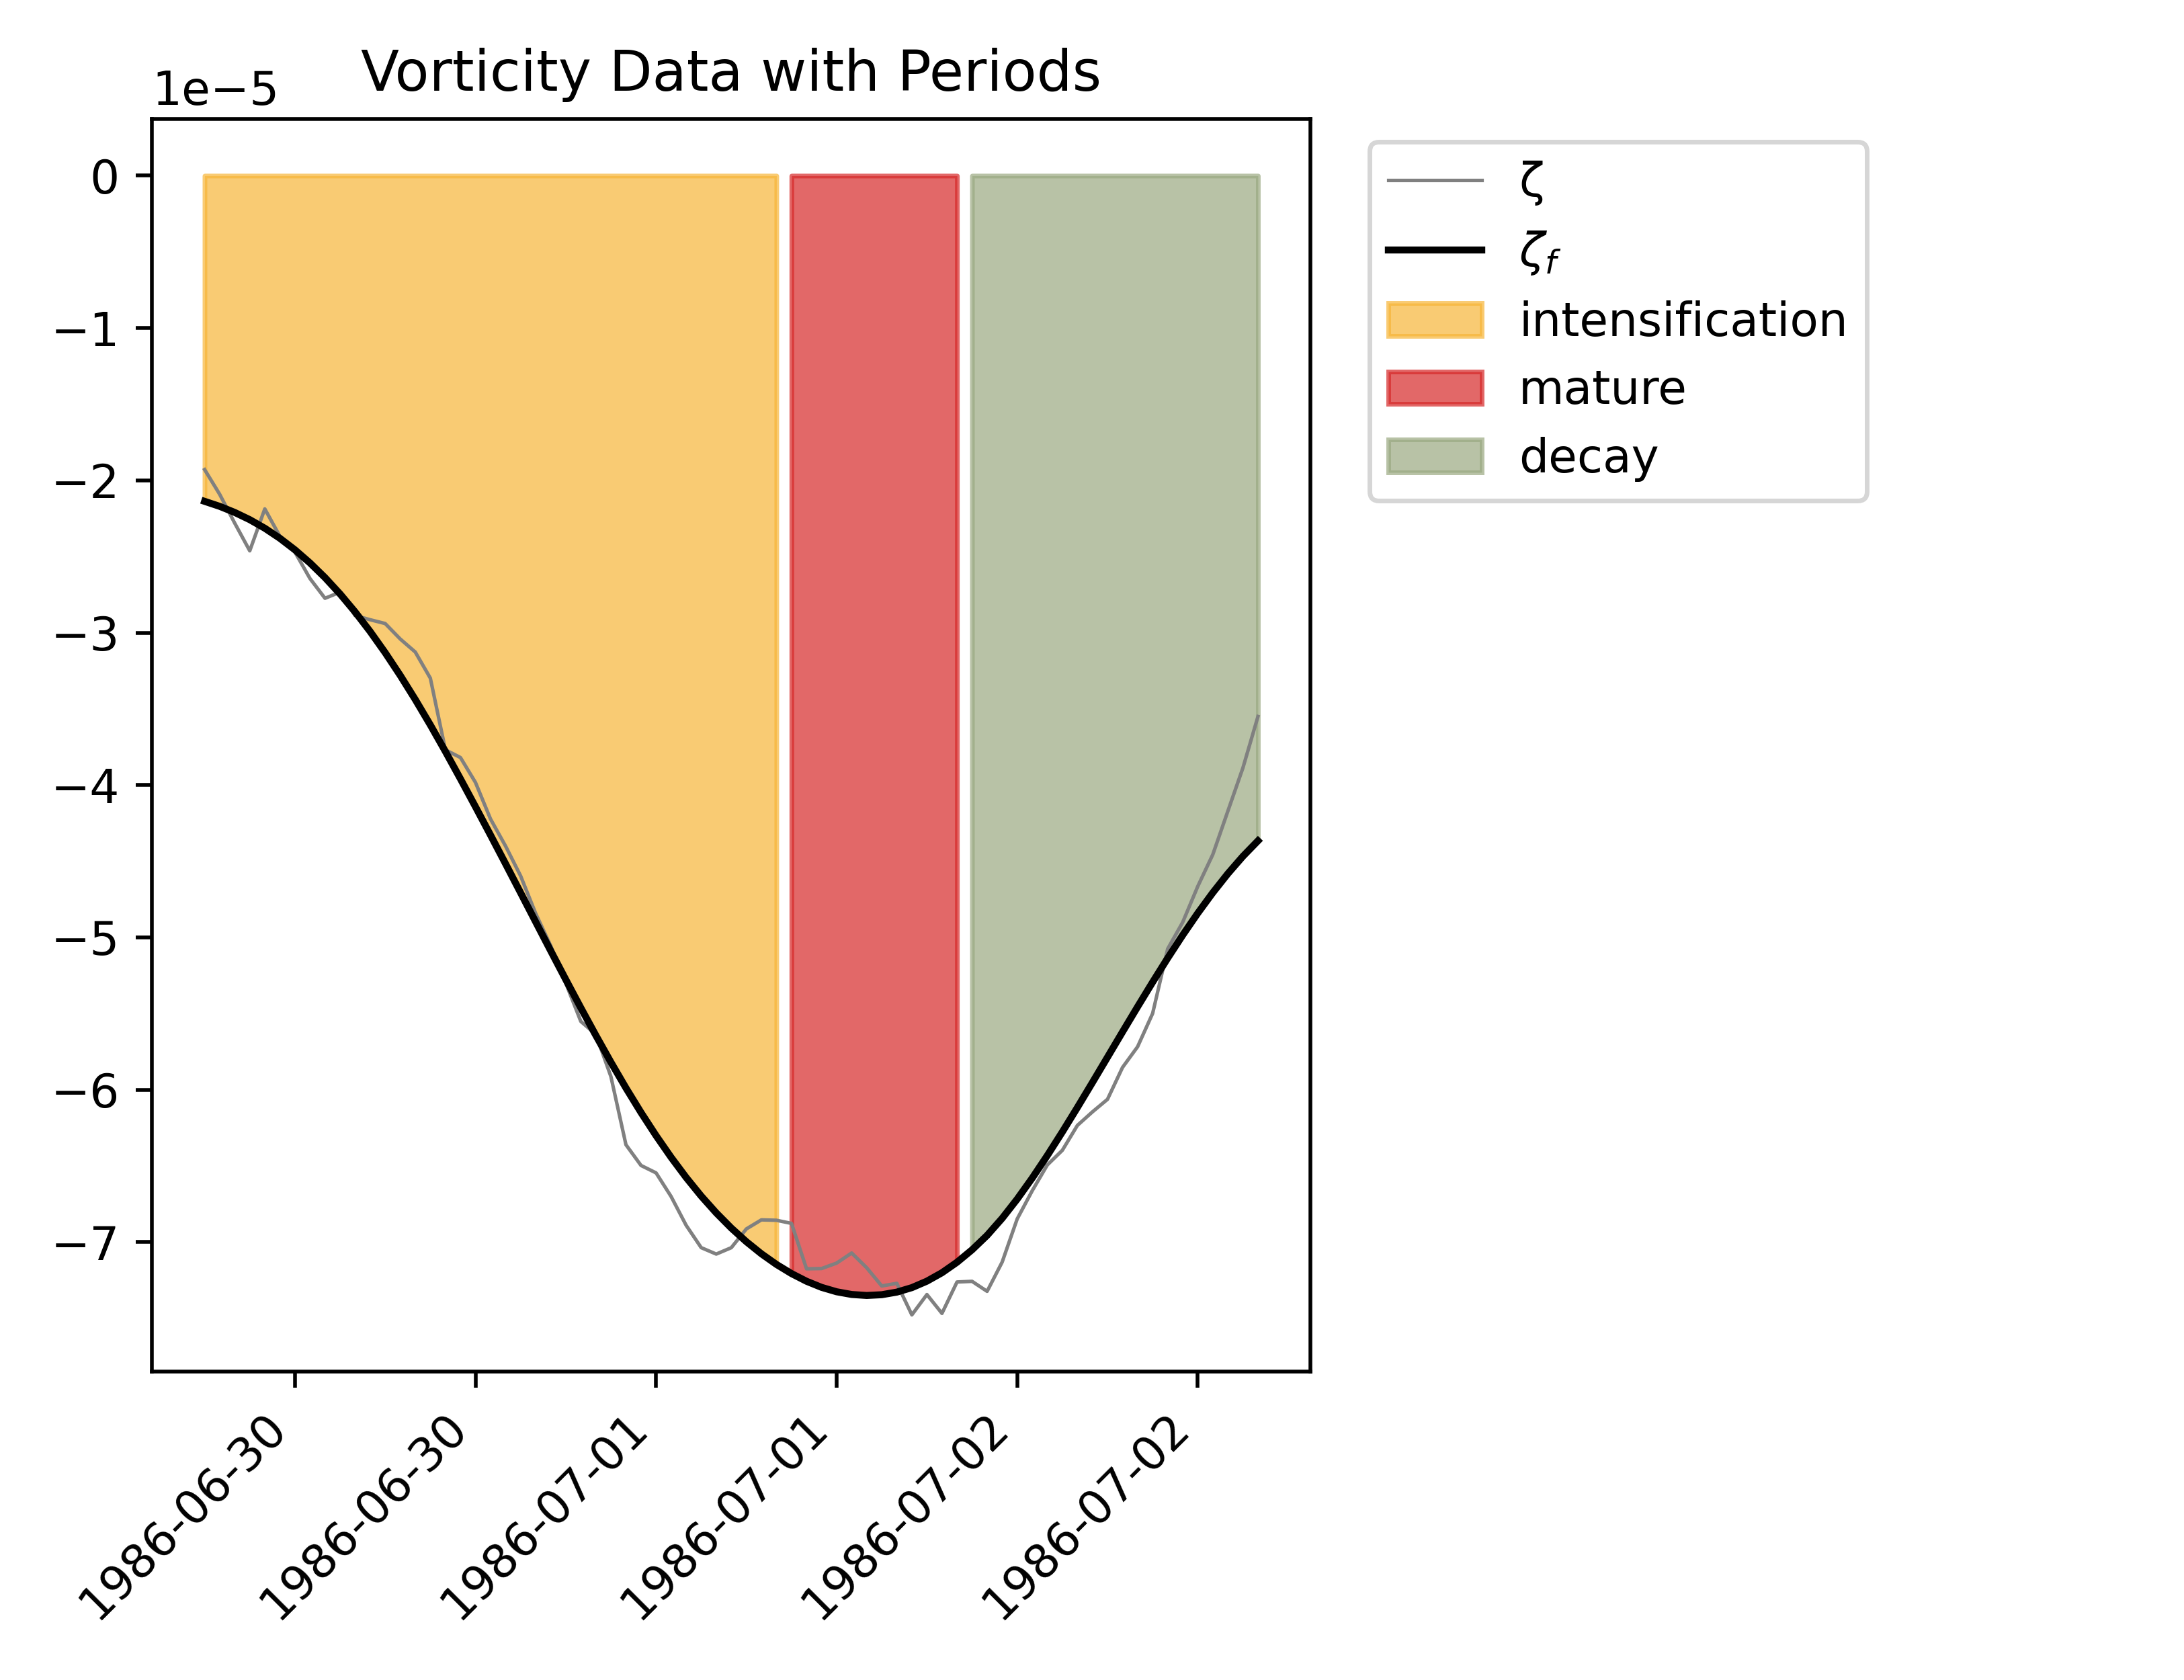 Vorticity Data with Periods
1e−5
0
−1
−2
−3
−4
−5
−6
−7
1986-06-30
1986-06-30
1986-07-01
1986-07-01
1986-07-02
1986-07-02
ζ
ζf
intensification
mature
decay